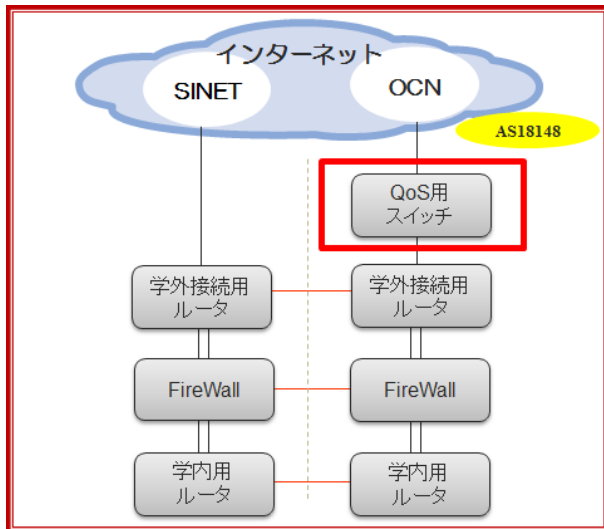 インターネット
SINET
OCN
AS18148
QoS用
スイッチ
学外接続用
ルータ
学外接続用
ルータ
FireWall
FireWall
学内用
ルータ
学内用
ルータ